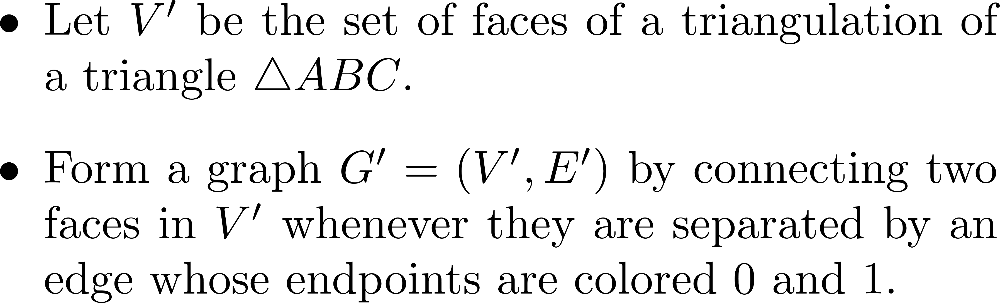 • Let V′ be the set of faces of a triangulation of
a triangle △ABC.
• Form a graph G′ = (V′, E′) by connecting two
faces in V′ whenever they are separated by an
edge whose endpoints are colored 0 and 1.